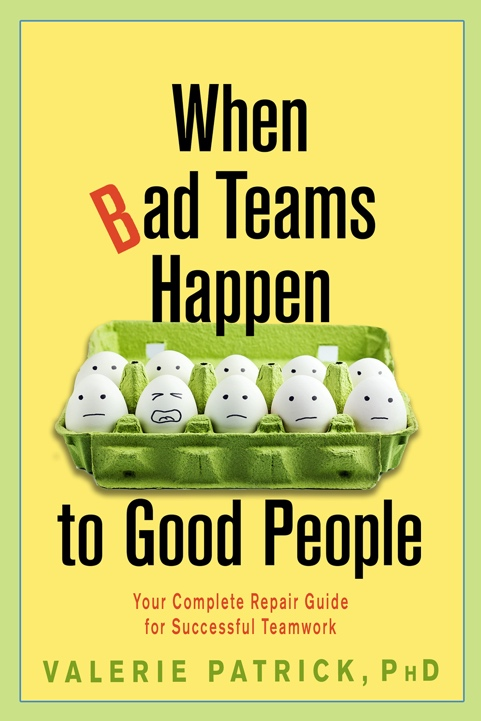 When
Bad Teams
Happen
to Good People
Your Complete Repair Guide
for Successful Teamwork
VALERIE PATRICK, PHD